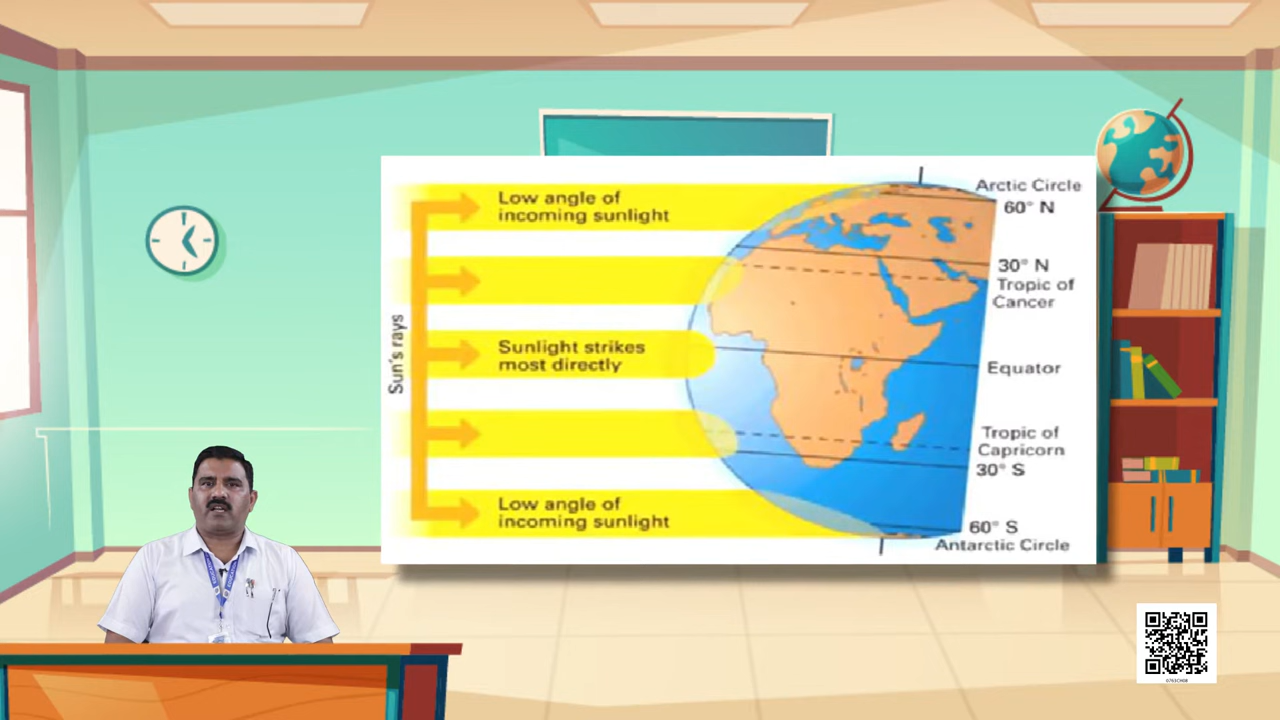 Low angle of
incoming sunlight
Sunlight strikes
most directly
Low angle of
incoming sunlight
Sun's rays
Arctic Circle
60° N
30° N
Tropic of
Cancer
Equator
Tropic of
Capricorn
30° S
60° S
Antarctic Circle
0763CH08